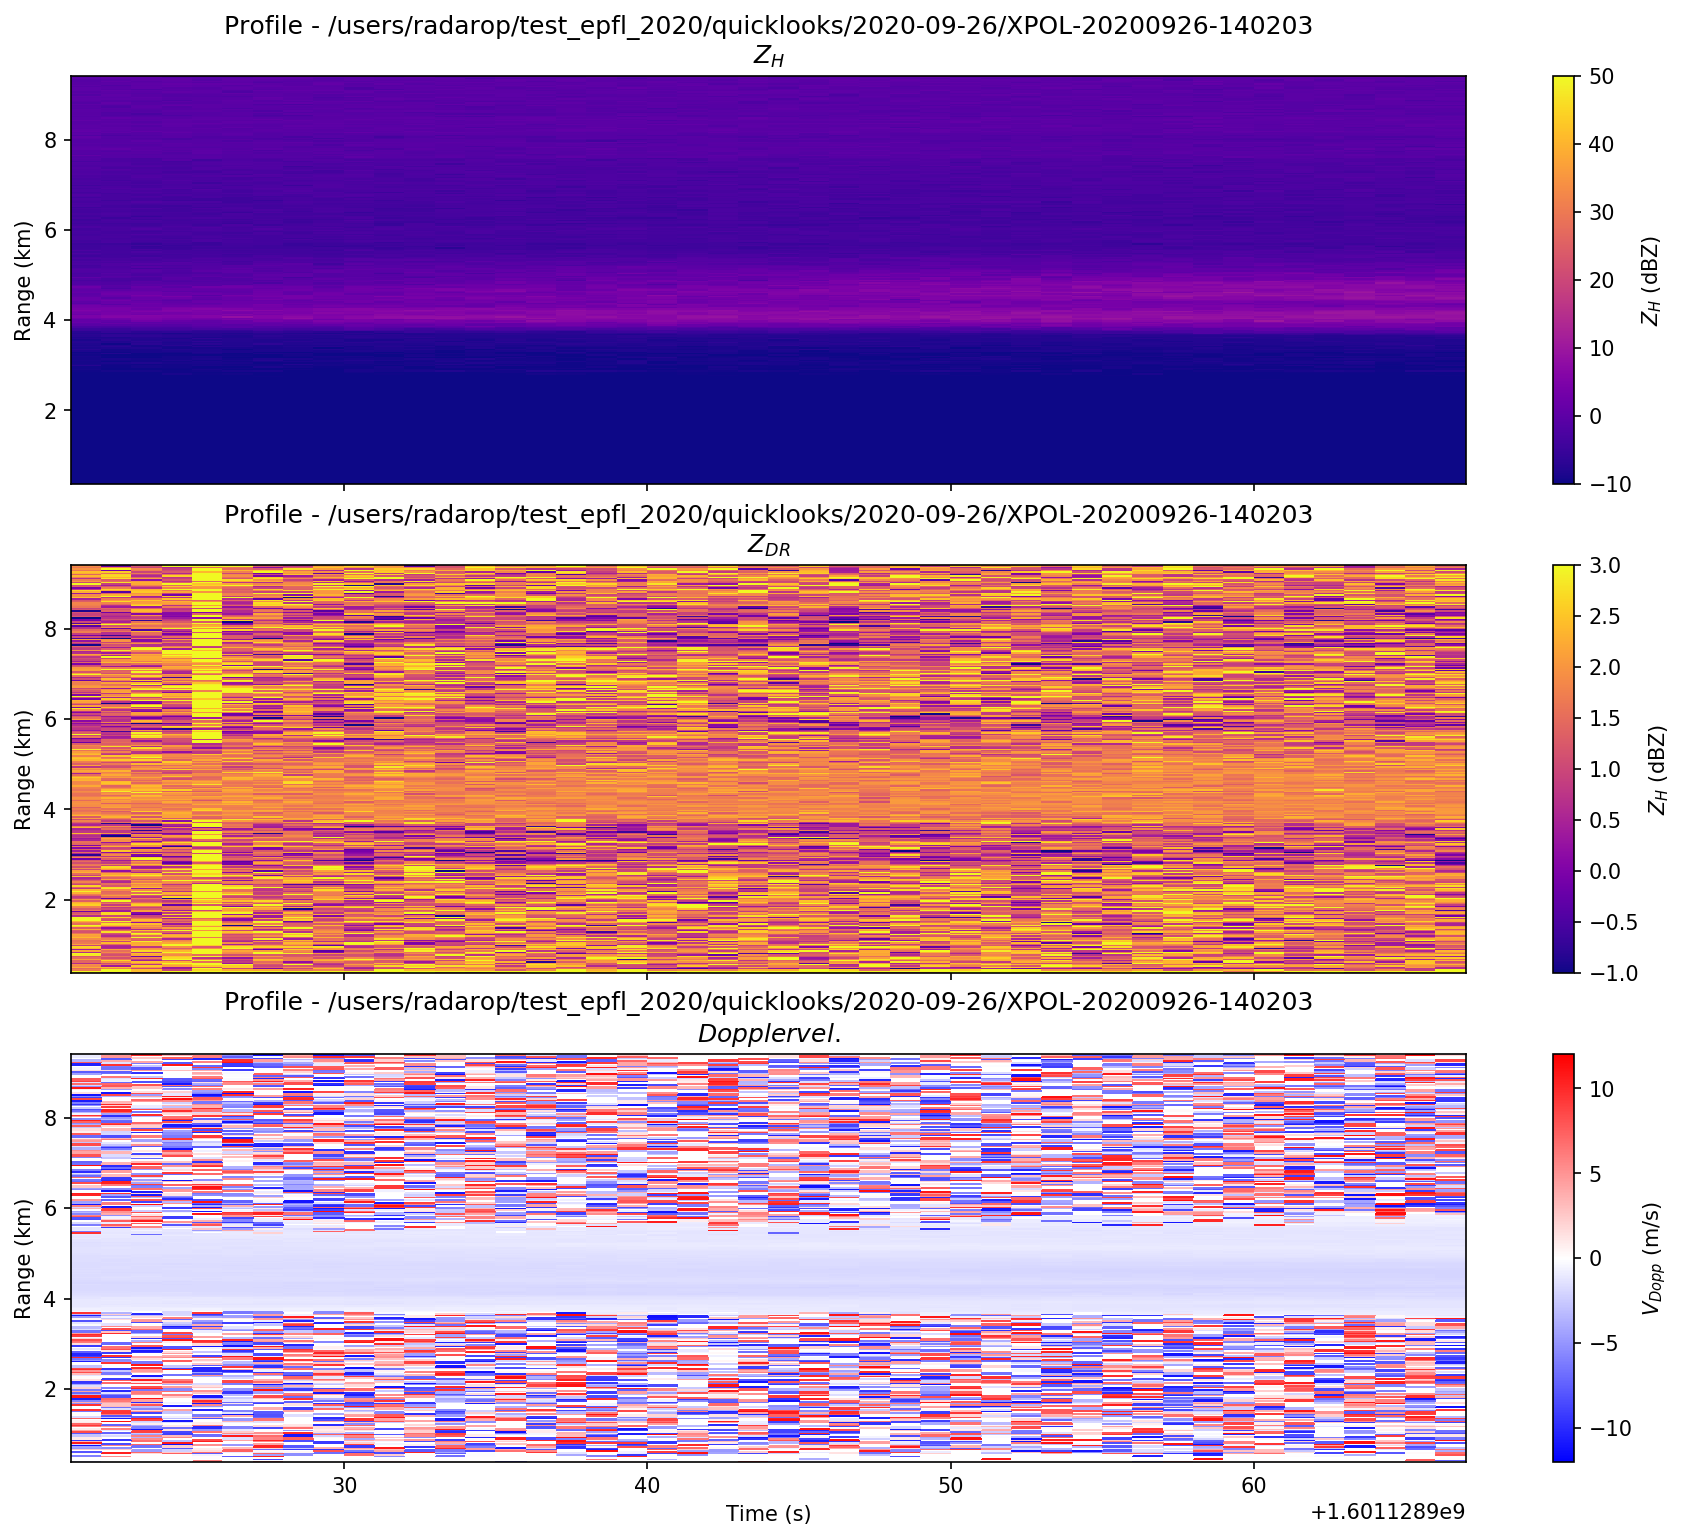 Profile - /users/radarop/test_epfl_2020/quicklooks/2020-09-26/XPOL-20200926-140203
Z_H
Range (km)
8
6
4
2
50
40
30
20
10
0
−10
Z_H (dBZ)
Profile - /users/radarop/test_epfl_2020/quicklooks/2020-09-26/XPOL-20200926-140203
Z_DR
Range (km)
8
6
4
2
3.0
2.5
2.0
1.5
1.0
0.5
0.0
−0.5
−1.0
Z_H (dBZ)
Profile - /users/radarop/test_epfl_2020/quicklooks/2020-09-26/XPOL-20200926-140203
Dopplervel.
Range (km)
8
6
4
2
10
5
0
−5
−10
V_Dopp (m/s)
30 40 50 60
Time (s)
+1.6011289e9